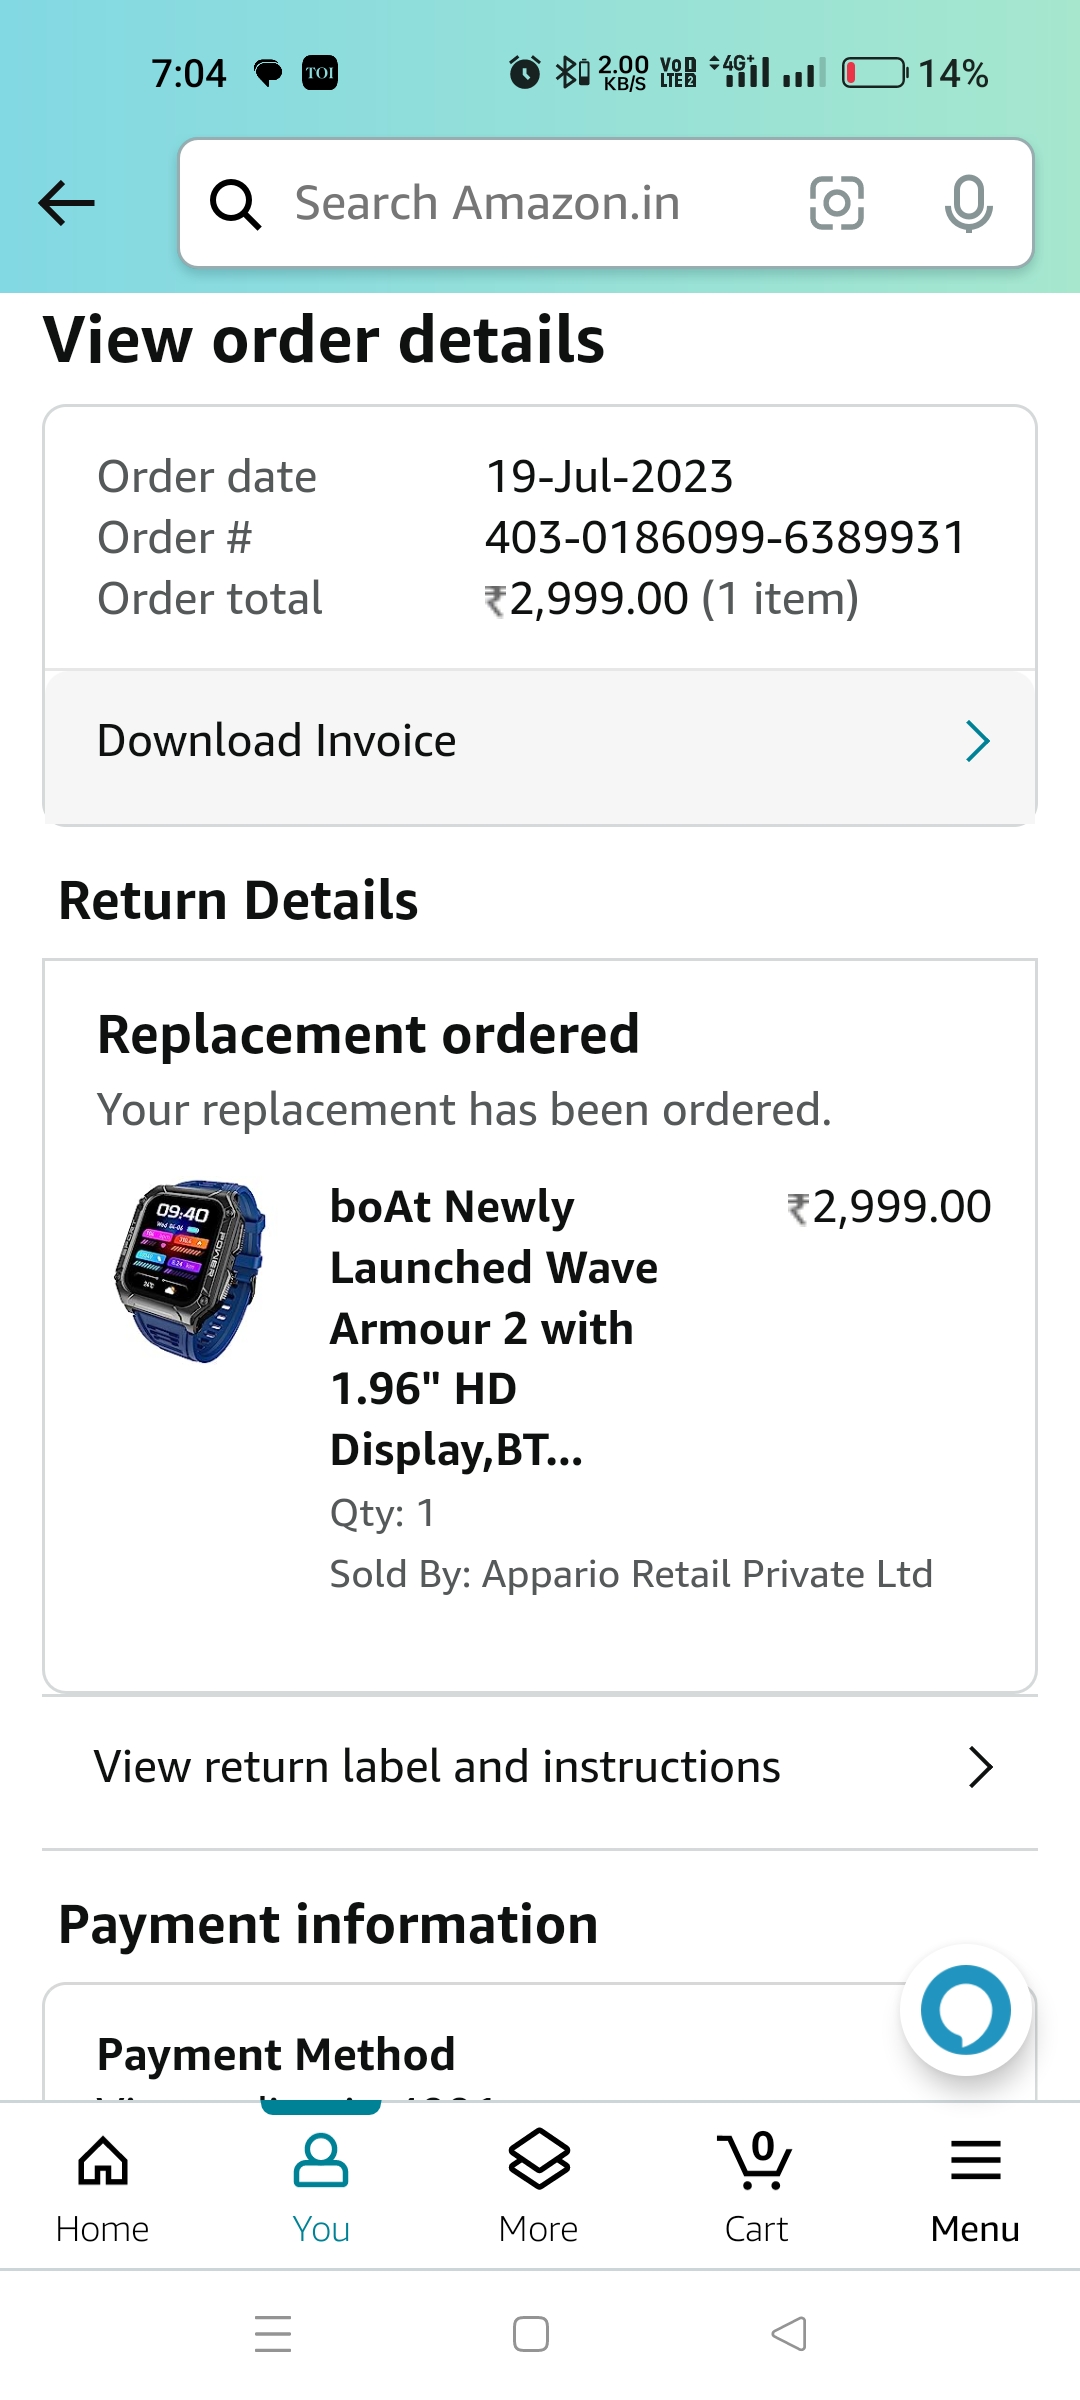 7:04 TOI 2.00 KB/S VoD LTE 2 4G+ 14%
Search Amazon.in
View order details
Order date 19-Jul-2023
Order # 403-0186099-6389931
Order total ₹2,999.00 (1 item)
Download Invoice
Return Details
Replacement ordered
Your replacement has been ordered.
boAt Newly ₹2,999.00
Launched Wave
Armour 2 with
1.96" HD
Display,BT...
Qty: 1
Sold By: Appario Retail Private Ltd
09:40
POWER
View return label and instructions
Payment information
Payment Method
0
Home You More Cart Menu